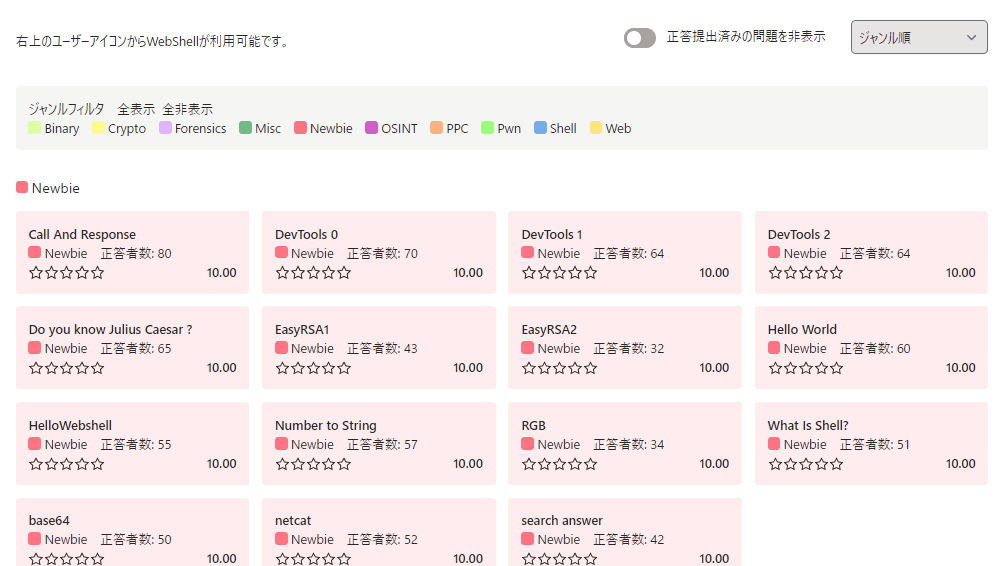 右上のユーザーアイコンからWebShellが利用可能です。
正答提出済みの問題を非表示
ジャンル順
ジャンルフィルタ 全表示 全非表示
Binary Crypto Forensics Misc Newbie OSINT PPC Pwn Shell Web
Newbie
Call And Response
Newbie 正答者数: 80
10.00
DevTools 0
Newbie 正答者数: 70
10.00
DevTools 1
Newbie 正答者数: 64
10.00
DevTools 2
Newbie 正答者数: 64
10.00
Do you know Julius Caesar ?
Newbie 正答者数: 65
10.00
EasyRSA1
Newbie 正答者数: 43
10.00
EasyRSA2
Newbie 正答者数: 32
10.00
Hello World
Newbie 正答者数: 60
10.00
HelloWebshell
Newbie 正答者数: 55
10.00
Number to String
Newbie 正答者数: 57
10.00
RGB
Newbie 正答者数: 34
10.00
What Is Shell?
Newbie 正答者数: 51
10.00
base64
Newbie 正答者数: 50
10.00
netcat
Newbie 正答者数: 52
10.00
search answer
Newbie 正答者数: 42
10.00